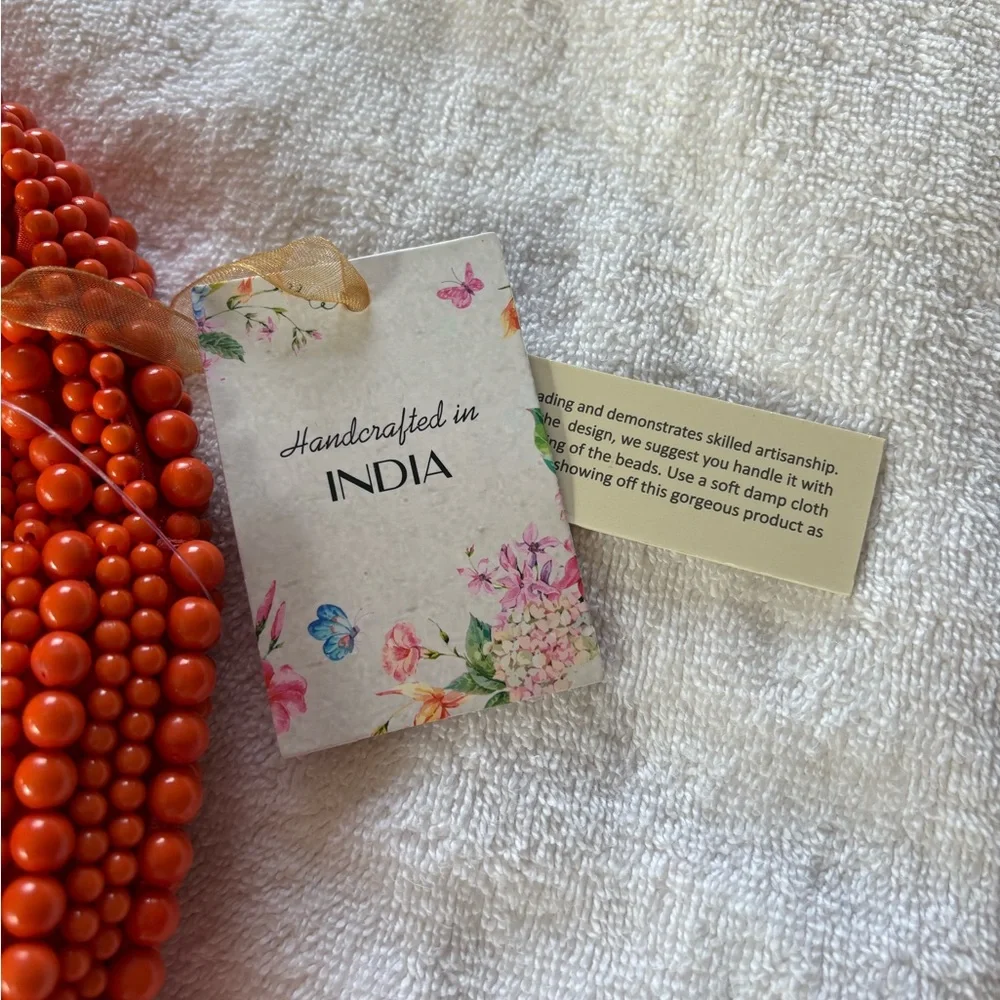 Handcrafted in
INDIA
ading and demonstrates skilled artisanship.
he design, we suggest you handle it with
ng of the beads. Use a soft damp cloth
showing off this gorgeous product as